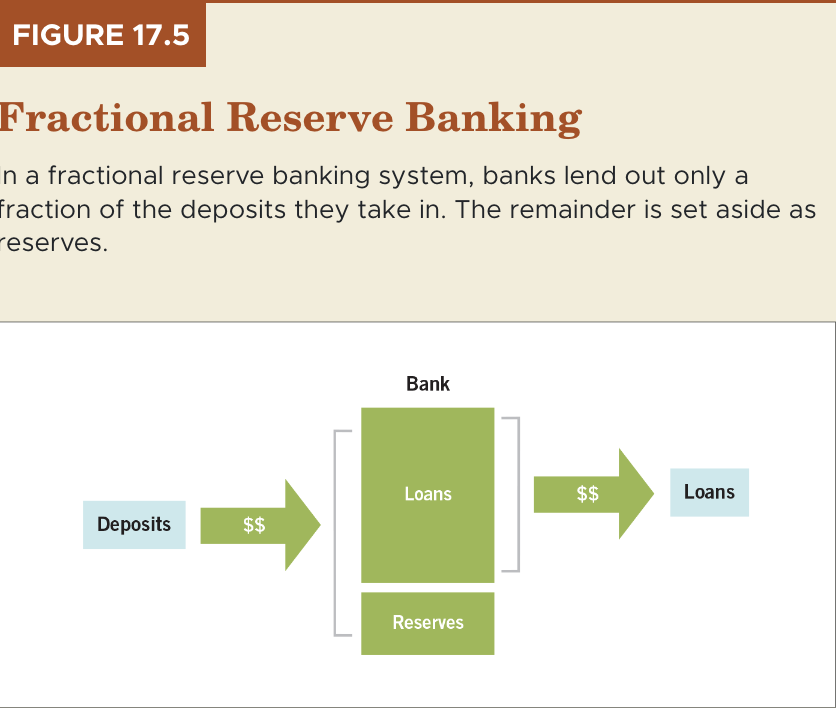 FIGURE 17.5
Fractional Reserve Banking
In a fractional reserve banking system, banks lend out only a
fraction of the deposits they take in. The remainder is set aside as
reserves.
Bank
Loans
Deposits
$$
$$
Loans
Reserves